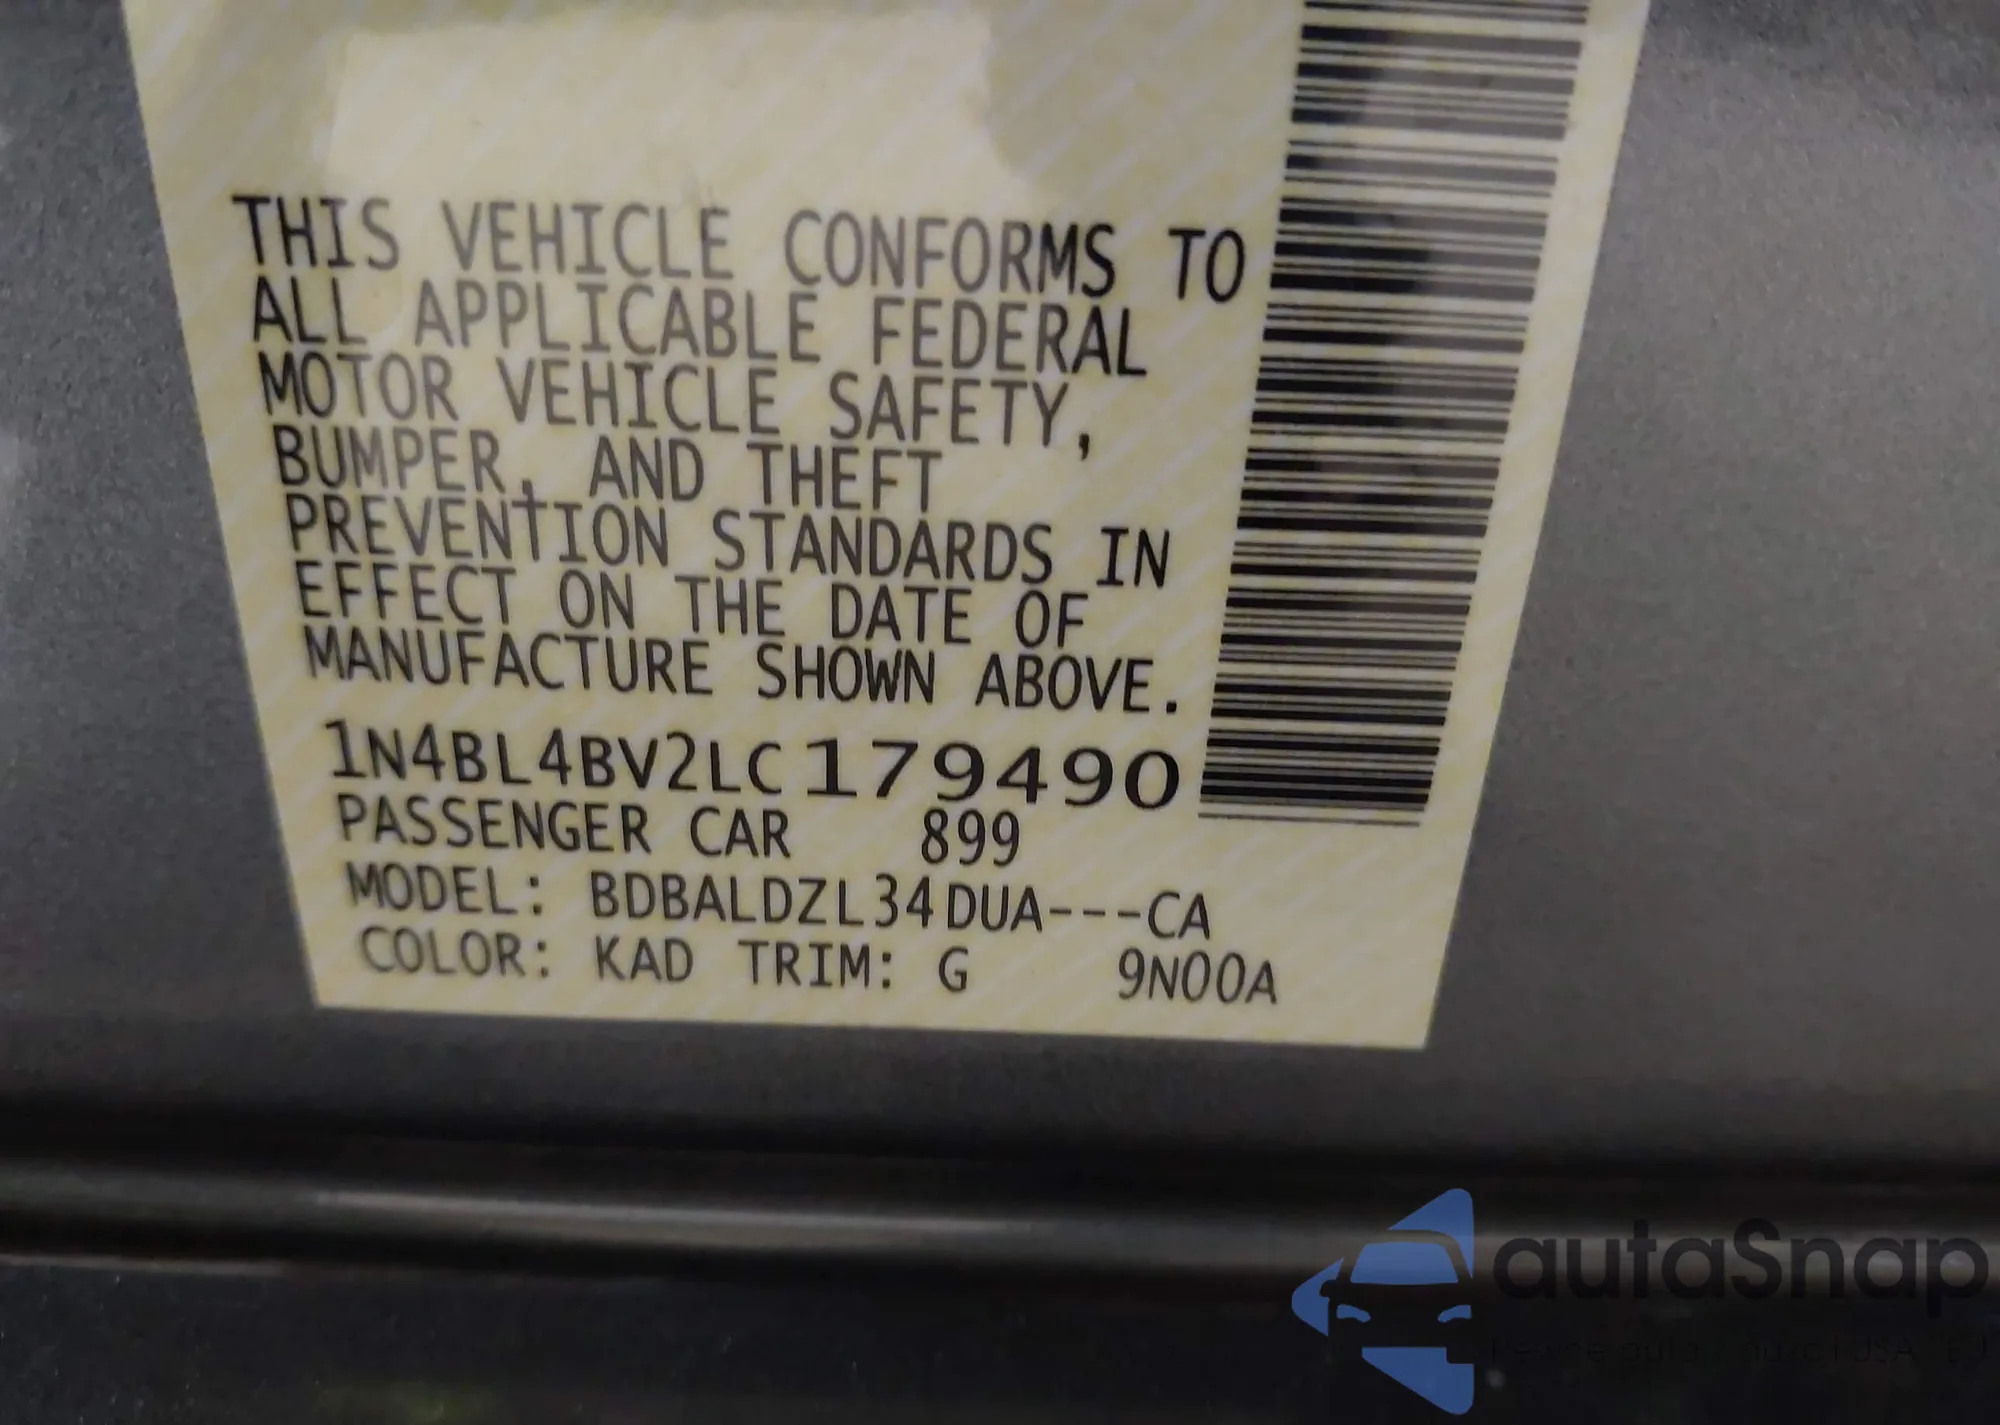 THIS VEHICLE CONFORMS TO
ALL APPLICABLE FEDERAL
MOTOR VEHICLE SAFETY,
BUMPER, AND THEFT
PREVENTION STANDARDS IN
EFFECT ON THE DATE OF
MANUFACTURE SHOWN ABOVE.
1N4BL4BV2LC179490
PASSENGER CAR 899
MODEL: BDBALDZL34DUA---CA
COLOR: KAD TRIM: G 9N00A
autaSnap